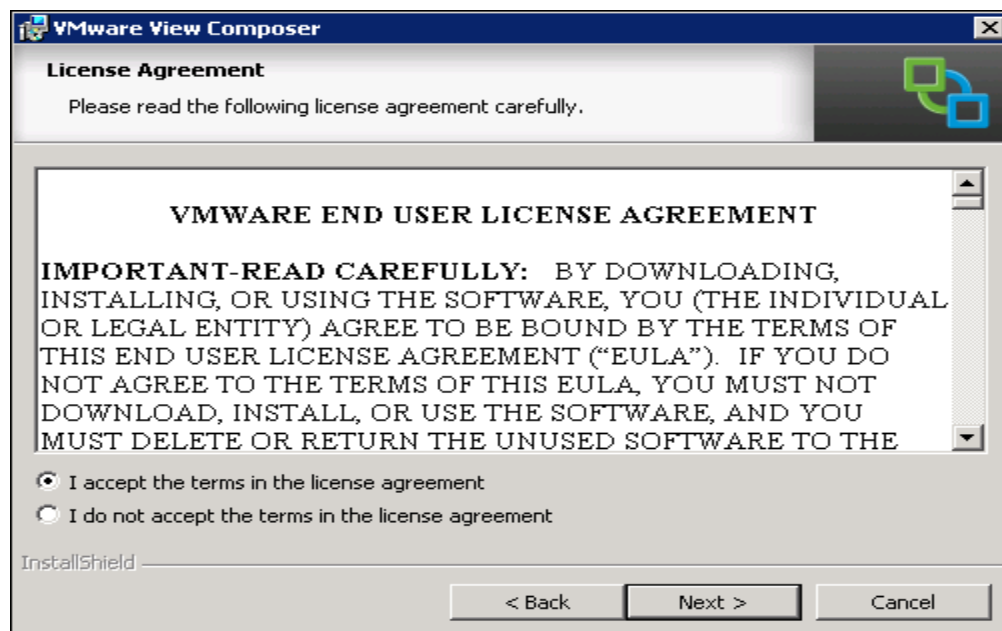 VMware View Composer
License Agreement
Please read the following license agreement carefully.
VMWARE END USER LICENSE AGREEMENT
IMPORTANT-READ CAREFULLY: BY DOWNLOADING,
INSTALLING, OR USING THE SOFTWARE, YOU (THE INDIVIDUAL
OR LEGAL ENTITY) AGREE TO BE BOUND BY THE TERMS OF
THIS END USER LICENSE AGREEMENT (“EULA”). IF YOU DO
NOT AGREE TO THE TERMS OF THIS EULA, YOU MUST NOT
DOWNLOAD, INSTALL, OR USE THE SOFTWARE, AND YOU
MUST DELETE OR RETURN THE UNUSED SOFTWARE TO THE
I accept the terms in the license agreement
I do not accept the terms in the license agreement
InstallShield
< Back Next > Cancel